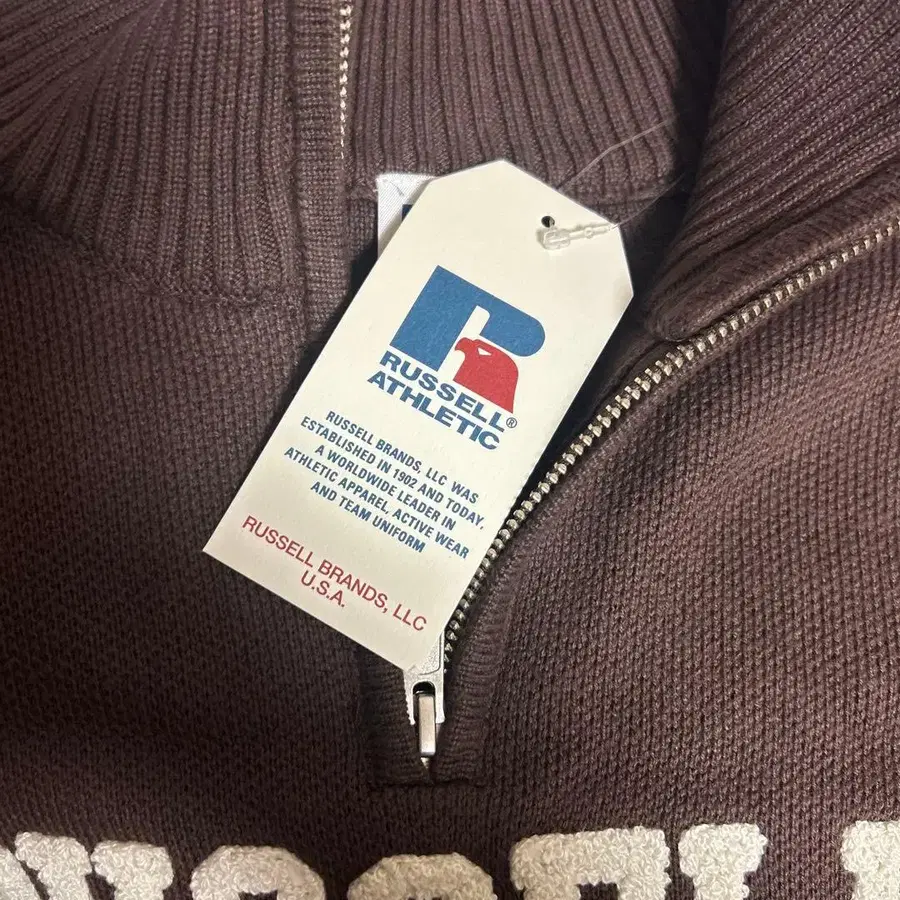 RUSSELL®
ATHLETIC
RUSSELL BRANDS, LLC WAS
ESTABLISHED IN 1902 AND TODAY,
A WORLDWIDE LEADER IN
ATHLETIC APPAREL, ACTIVE WEAR
AND TEAM UNIFORM
RUSSELL BRANDS, LLC
U.S.A.